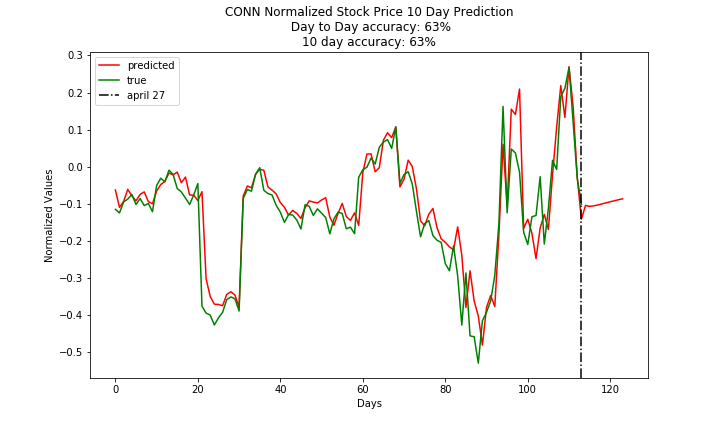 CONN Normalized Stock Price 10 Day Prediction
Day to Day accuracy: 63%
10 day accuracy: 63%
predicted
true
april 27
Normalized Values
0.3
0.2
0.1
0.0
−0.1
−0.2
−0.3
−0.4
−0.5
0 20 40 60 80 100 120
Days